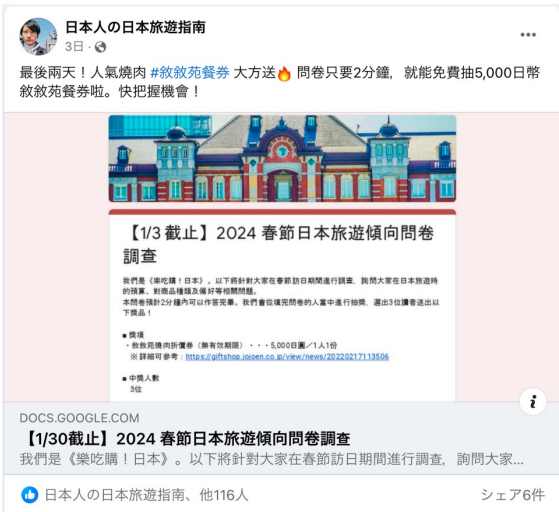 日本人の日本旅遊指南
3日 ·
最後兩天！人氣燒肉 #敘敘苑餐券 大方送🔥 問卷只要2分鐘，就能免費抽5,000日幣
敘敘苑餐券啦。快把握機會！
【1/3 截止】2024 春節日本旅遊傾向問卷
調查
我們是《樂吃購！日本》。以下將針對大家在春節訪日期間進行調查，詢問大家在日本旅遊時
的預算、對商品種類及偏好等相關問題。
本問卷預計2分鐘內可以作答完畢。我們會從填完問卷的人當中進行抽獎，選出3位讀者送出以
下獎品！
■ 獎項
・敘敘苑燒肉折價券（無有效期限）・・・5,000日圓／1人1份
※ 詳細可參考：https://giftshop.jojoen.co.jp/view/news/20220217113506
■ 中獎人數
3位
DOCS.GOOGLE.COM
【1/30截止】2024 春節日本旅遊傾向問卷調查
我們是《樂吃購！日本》。以下將針對大家在春節訪日期間進行調查，詢問大家...
日本人の日本旅遊指南、他116人
シェア6件